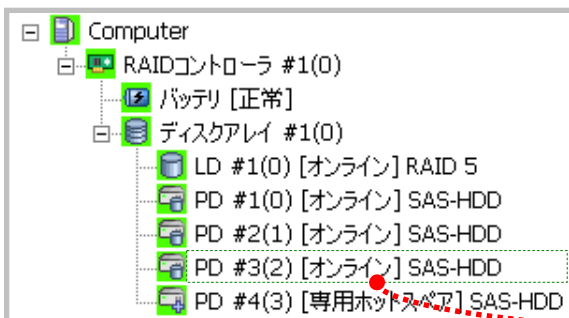 Computer
RAIDコントローラ #1(0)
バッテリ [正常]
ディスクアレイ #1(0)
LD #1(0) [オンライン] RAID 5
PD #1(0) [オンライン] SAS-HDD
PD #2(1) [オンライン] SAS-HDD
PD #3(2) [オンライン] SAS-HDD
PD #4(3) [専用ホットスペア] SAS-HDD